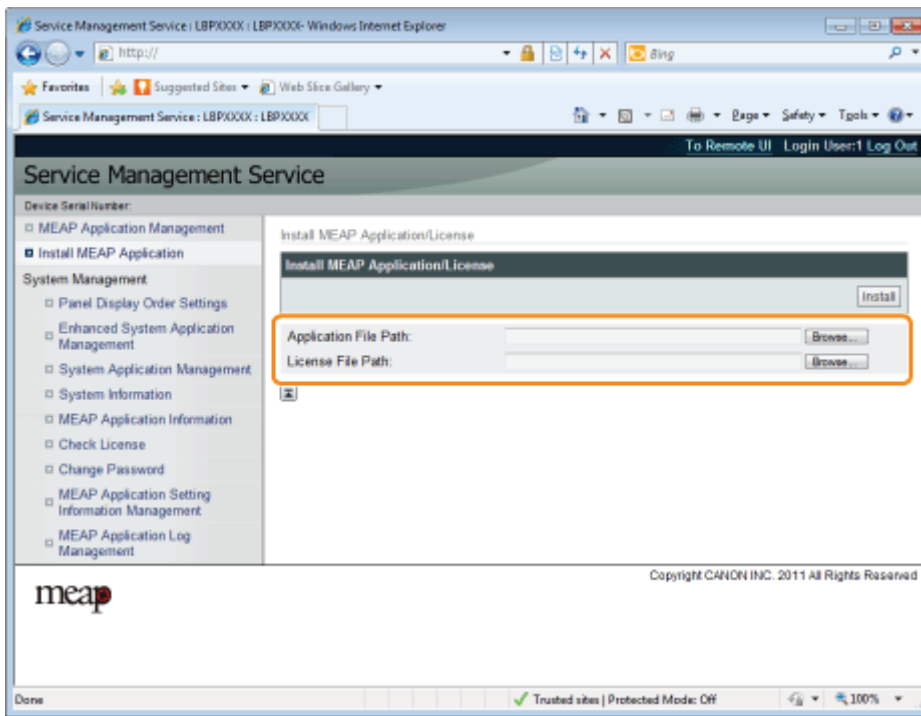 Service Management Service : LBPXXXX : LBPXXXX- Windows Internet Explorer
http://
Bing
Favorites Suggested Sites Web Slice Gallery
Service Management Service : LBPXXXX : LBPXXXX
Page Safety Tools
To Remote UI Login User:1 Log Out
Service Management Service
Device Serial Number:
MEAP Application Management
Install MEAP Application
System Management
Panel Display Order Settings
Enhanced System Application
Management
System Application Management
System Information
MEAP Application Information
Check License
Change Password
MEAP Application Setting
Information Management
MEAP Application Log
Management
Install MEAP Application/License
Install MEAP Application/License
Install
Application File Path: Browse...
License File Path: Browse...
Copyright CANON INC. 2011 All Rights Reserved
meap
Done Trusted sites | Protected Mode: Off 100%